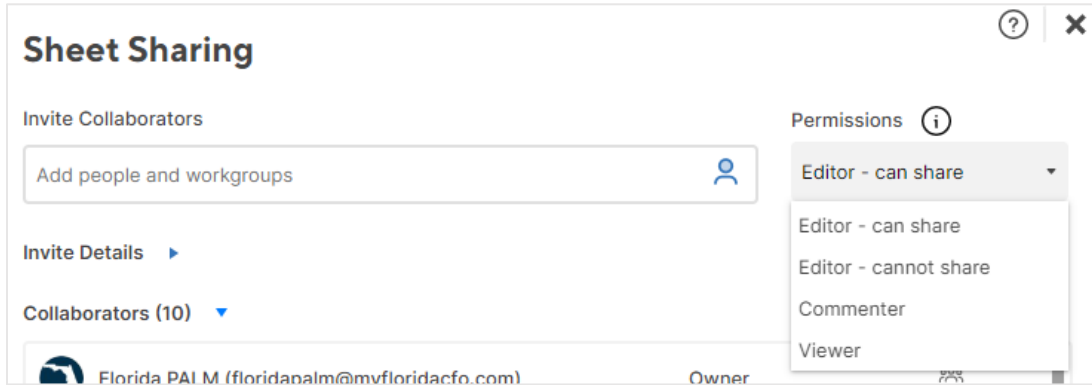 Sheet Sharing
Invite Collaborators
Permissions
Add people and workgroups
Editor - can share
Editor - can share
Editor - cannot share
Commenter
Viewer
Invite Details
Collaborators (10)
Florida PALM (floridapalm@myfloridacfo.com) Owner